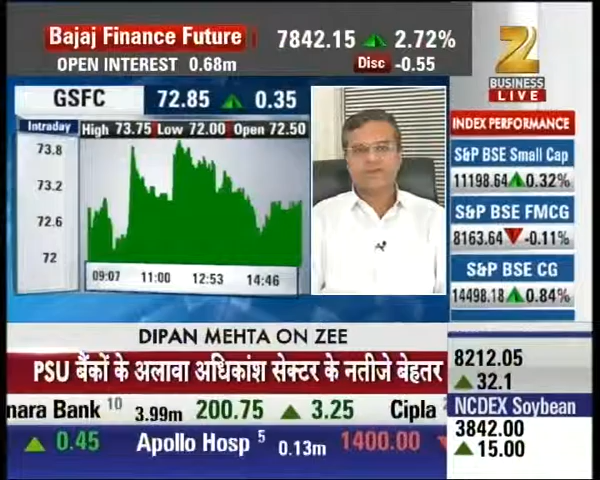 Bajaj Finance Future 7842.15 2.72%
OPEN INTEREST 0.68m Disc -0.55
Z
BUSINESS
LIVE
GSFC 72.85 0.35
Intraday High 73.75 Low 72.00 Open 72.50
73.8
73.2
72.6
72
09:07 11:00 12:53 14:46
INDEX PERFORMANCE
S&P BSE Small Cap
11198.64 0.32%
S&P BSE FMCG
8163.64 -0.11%
S&P BSE CG
14498.18 0.84%
DIPAN MEHTA ON ZEE
PSU बैंकों के अलावा अधिकांश सेक्टर के नतीजे बेहतर
8212.05
32.1
nara Bank 10 3.99m 200.75 3.25 Cipla
NCDEX Soybean
3842.00
15.00
0.45 Apollo Hosp 5 0.13m 1400.00